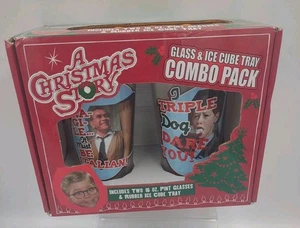 A
CHRISTMAS
STORY
GLASS & ICE CUBE TRAY
COMBO PACK
TRIPLE
Dog
DARE
YOU!
INCLUDES TWO 16 OZ. PINT GLASSES
& RUBBER ICE CUBE TRAY